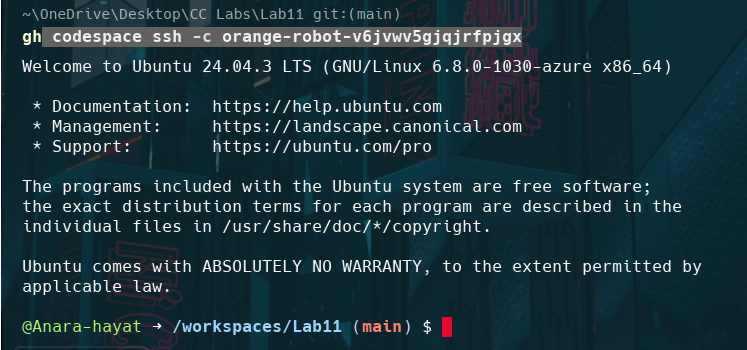 ~\OneDrive\Desktop\CC Labs\Lab11 git:(main)
gh codespace ssh -c orange-robot-v6jvwv5gjqjrfpjgx
Welcome to Ubuntu 24.04.3 LTS (GNU/Linux 6.8.0-1030-azure x86_64)
* Documentation: https://help.ubuntu.com
* Management: https://landscape.canonical.com
* Support: https://ubuntu.com/pro
The programs included with the Ubuntu system are free software;
the exact distribution terms for each program are described in the
individual files in /usr/share/doc/*/copyright.
Ubuntu comes with ABSOLUTELY NO WARRANTY, to the extent permitted by
applicable law.
@Anara-hayat ➜ /workspaces/Lab11 (main) $